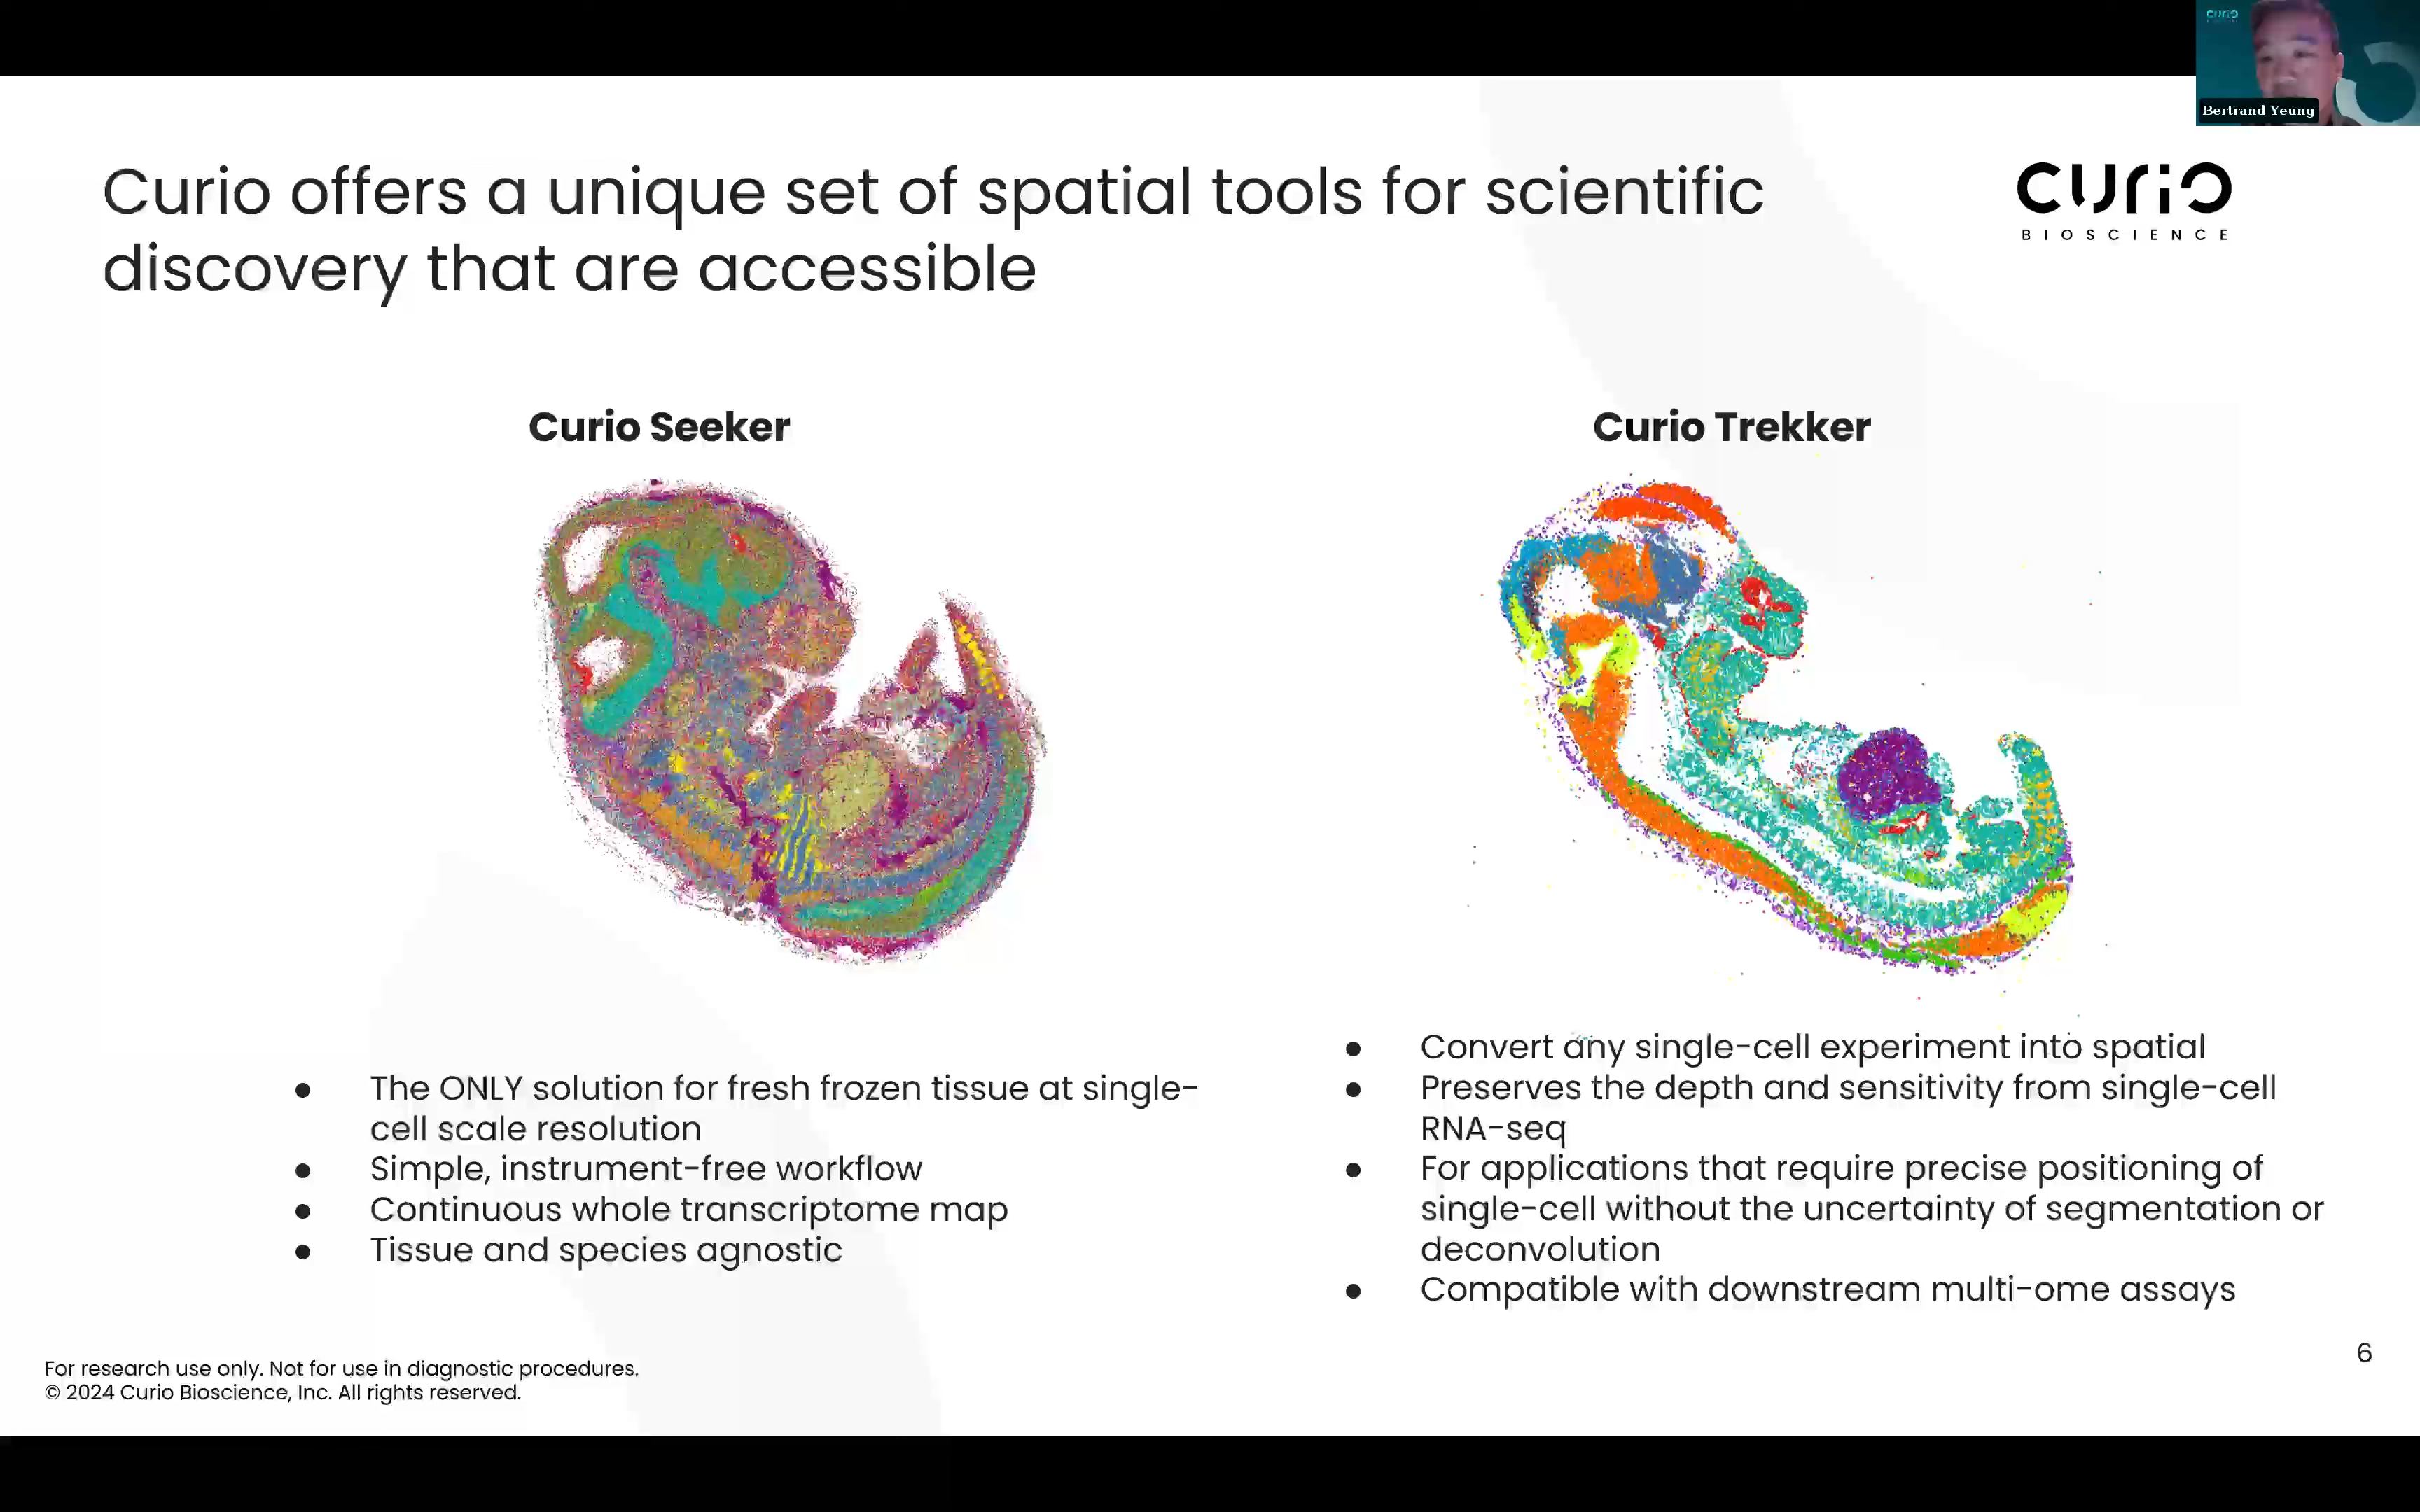 curio
Bertrand Yeung
Curio offers a unique set of spatial tools for scientific
discovery that are accessible
curio
BIOSCIENCE
Curio Seeker
Curio Trekker
● The ONLY solution for fresh frozen tissue at single-
cell scale resolution
● Simple, instrument-free workflow
● Continuous whole transcriptome map
● Tissue and species agnostic
● Convert any single-cell experiment into spatial
● Preserves the depth and sensitivity from single-cell
RNA-seq
● For applications that require precise positioning of
single-cell without the uncertainty of segmentation or
deconvolution
● Compatible with downstream multi-ome assays
For research use only. Not for use in diagnostic procedures.
© 2024 Curio Bioscience, Inc. All rights reserved.
6